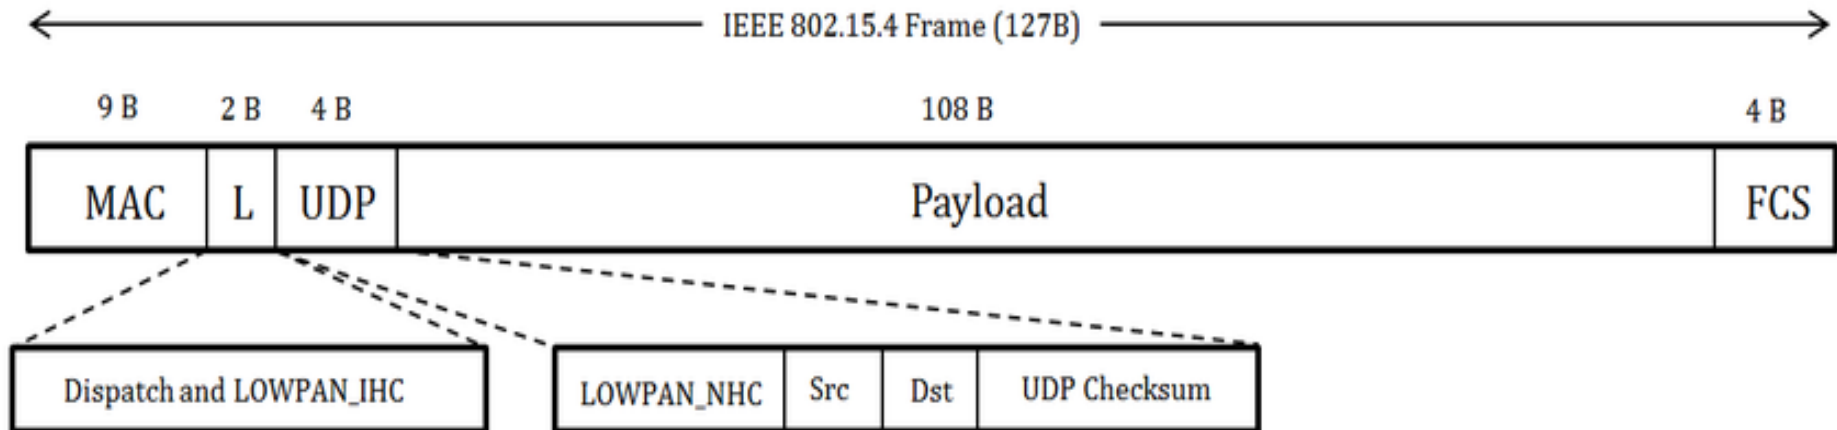 IEEE 802.15.4 Frame (127B)
9 B 2 B 4 B 108 B 4 B
MAC L UDP Payload FCS
Dispatch and LOWPAN_IHC LOWPAN_NHC Src Dst UDP Checksum